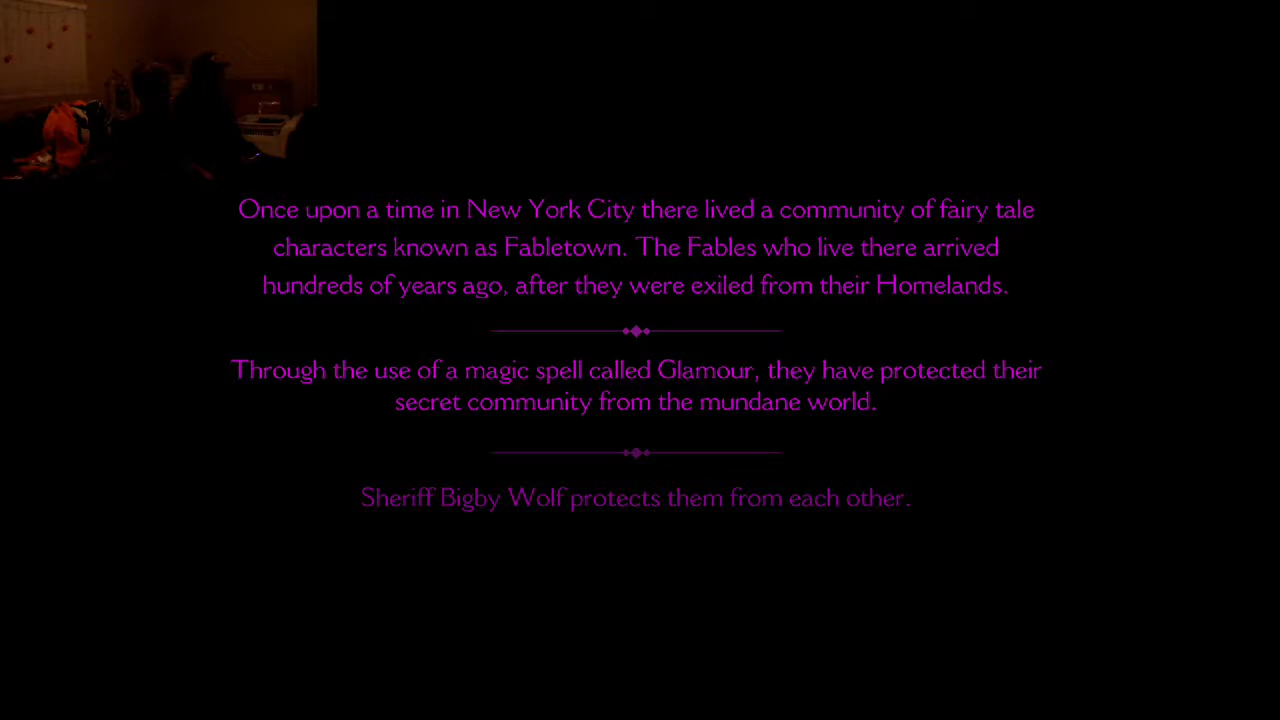 Once upon a time in New York City there lived a community of fairy tale
characters known as Fabletown. The Fables who live there arrived
hundreds of years ago, after they were exiled from their Homelands.
Through the use of a magic spell called Glamour, they have protected their
secret community from the mundane world.
Sheriff Bigby Wolf protects them from each other.